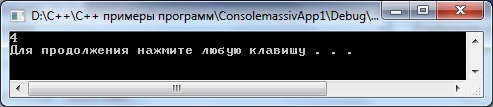 D:\C++\C++ примеры программ\ConsolemassivApp1\Debug\...
4
Для продолжения нажмите любую клавишу . . .